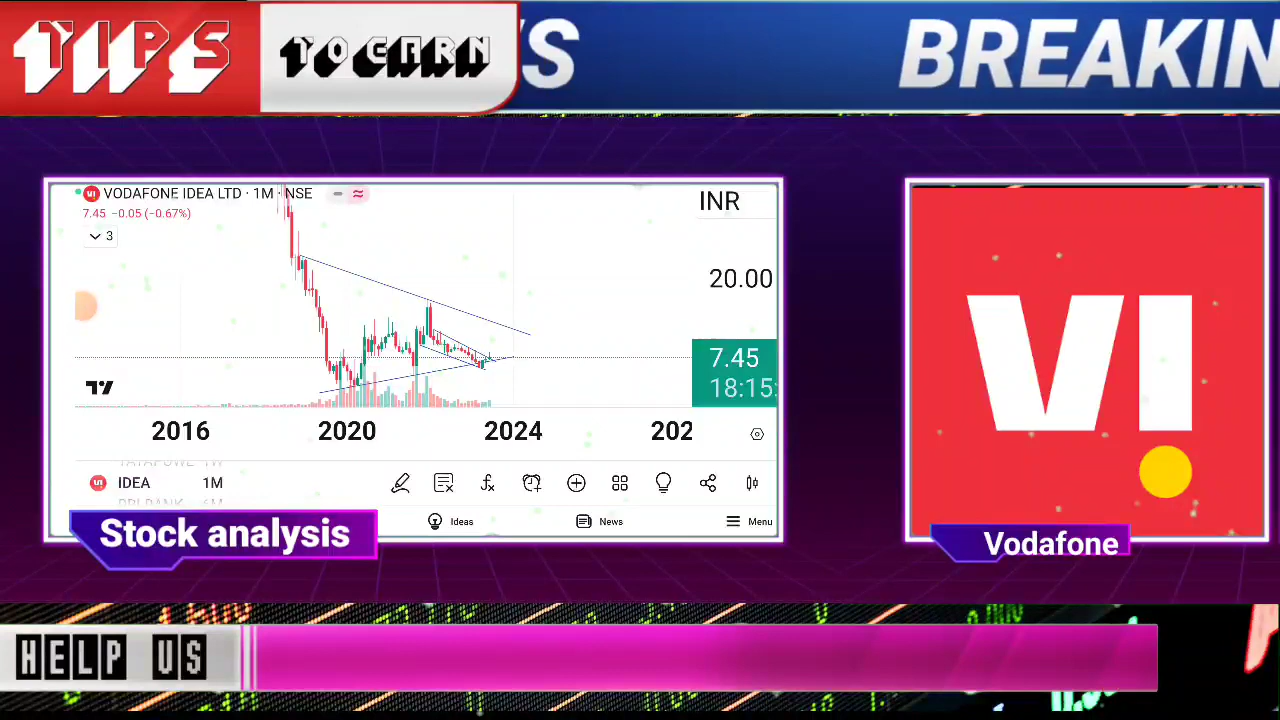 TIPS
TO EARN
S
BREAKIN
VODAFONE IDEA LTD · 1M · NSE
7.45 −0.05 (−0.67%)
3
INR
20.00
7.45
18:15:
2016 2020 2024 202
TATAPOWE 1W
IDEA 1M
Ideas News Menu
Stock analysis
VI
Vodafone
HELP US